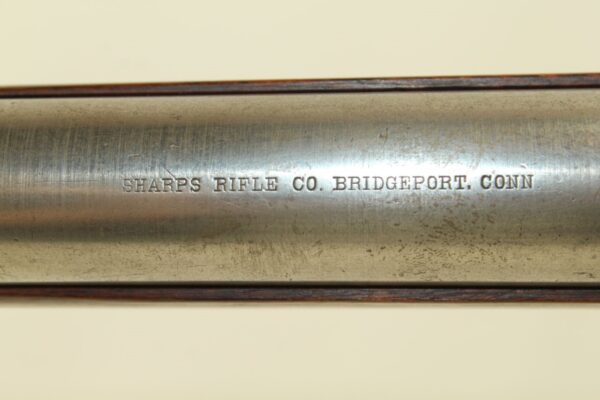 SHARPS RIFLE CO. BRIDGEPORT. CONN